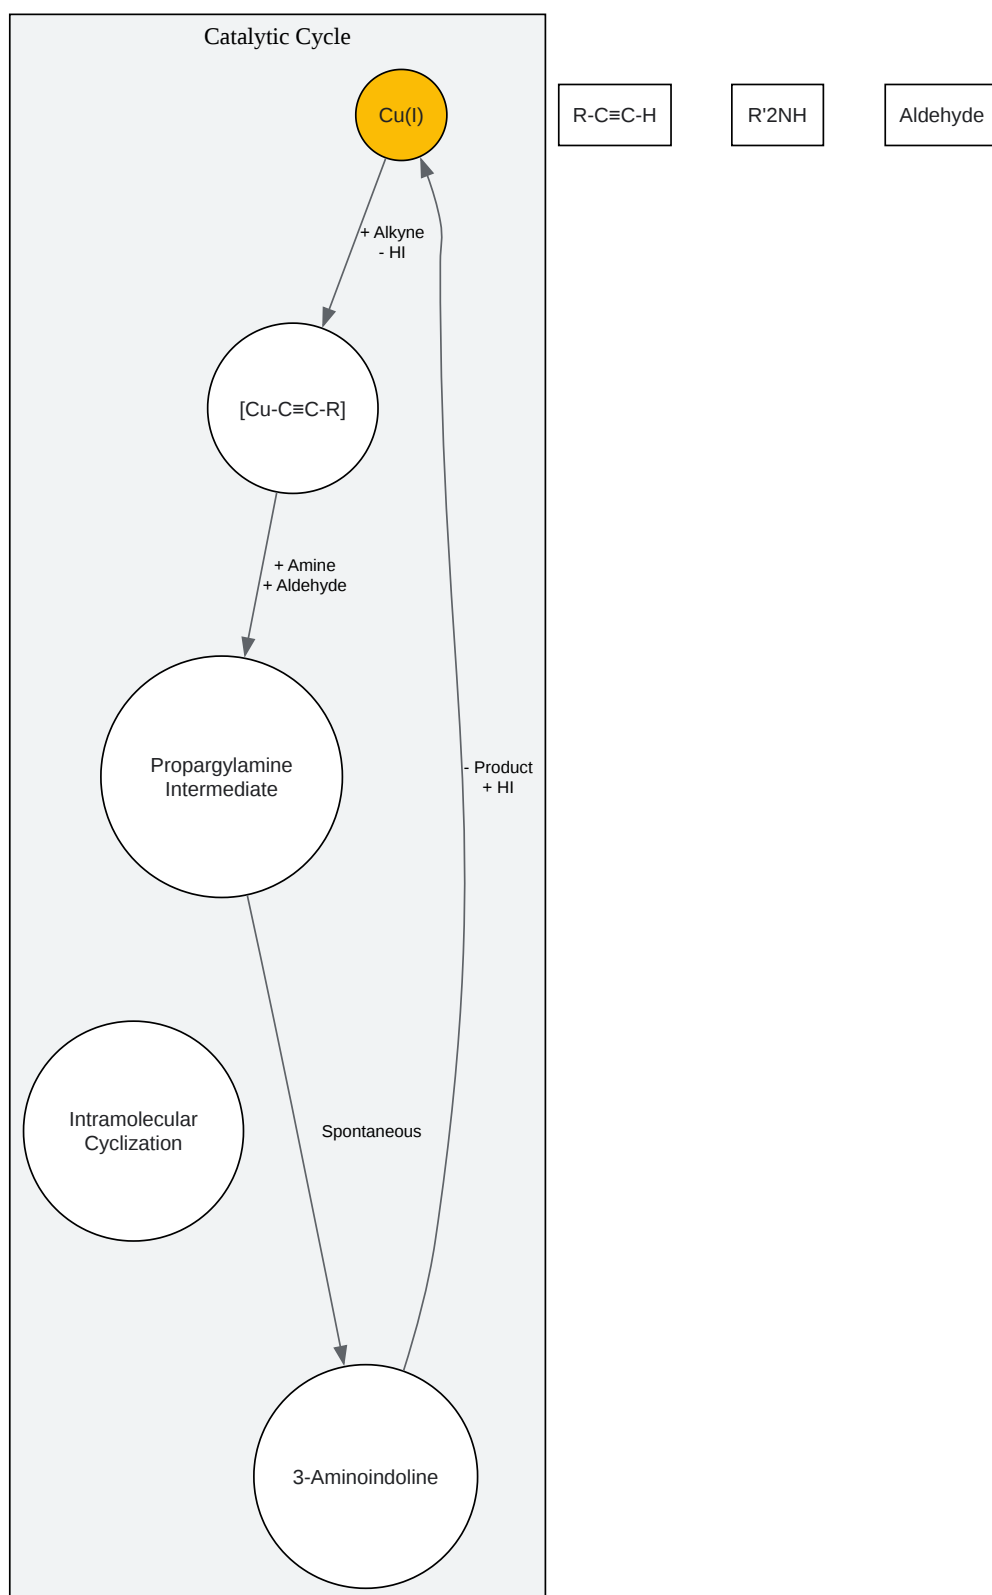 Catalytic Cycle
Cu(I)
R-C≡C-H
R'2NH
Aldehyde
+ Alkyne
- HI
[Cu-C≡C-R]
+ Amine
+ Aldehyde
Propargylamine
Intermediate
- Product
+ HI
Intramolecular
Cyclization
Spontaneous
3-Aminoindoline